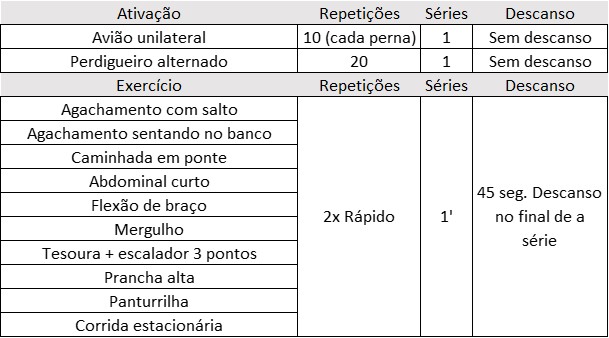 Ativação Repetições Séries Descanso
Avião unilateral 10 (cada perna) 1 Sem descanso
Perdigueiro alternado 20 1 Sem descanso
Exercício Repetições Séries Descanso
Agachamento com salto
Agachamento sentando no banco
Caminhada em ponte
Abdominal curto
Flexão de braço
Mergulho
Tesoura + escalador 3 pontos
Prancha alta
Panturrilha
Corrida estacionária
2x Rápido
1'
45 seg. Descanso
no final de a
série